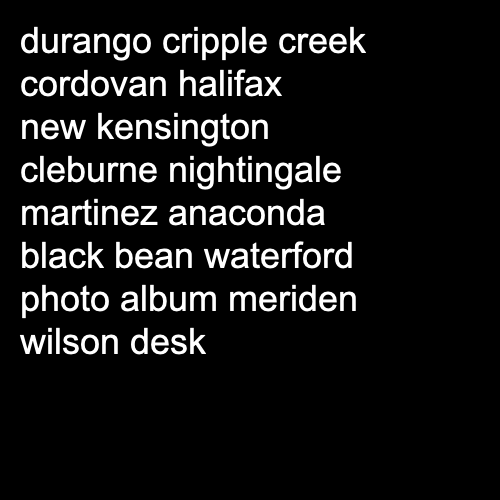 durango cripple creek
cordovan halifax
new kensington
cleburne nightingale
martinez anaconda
black bean waterford
photo album meriden
wilson desk